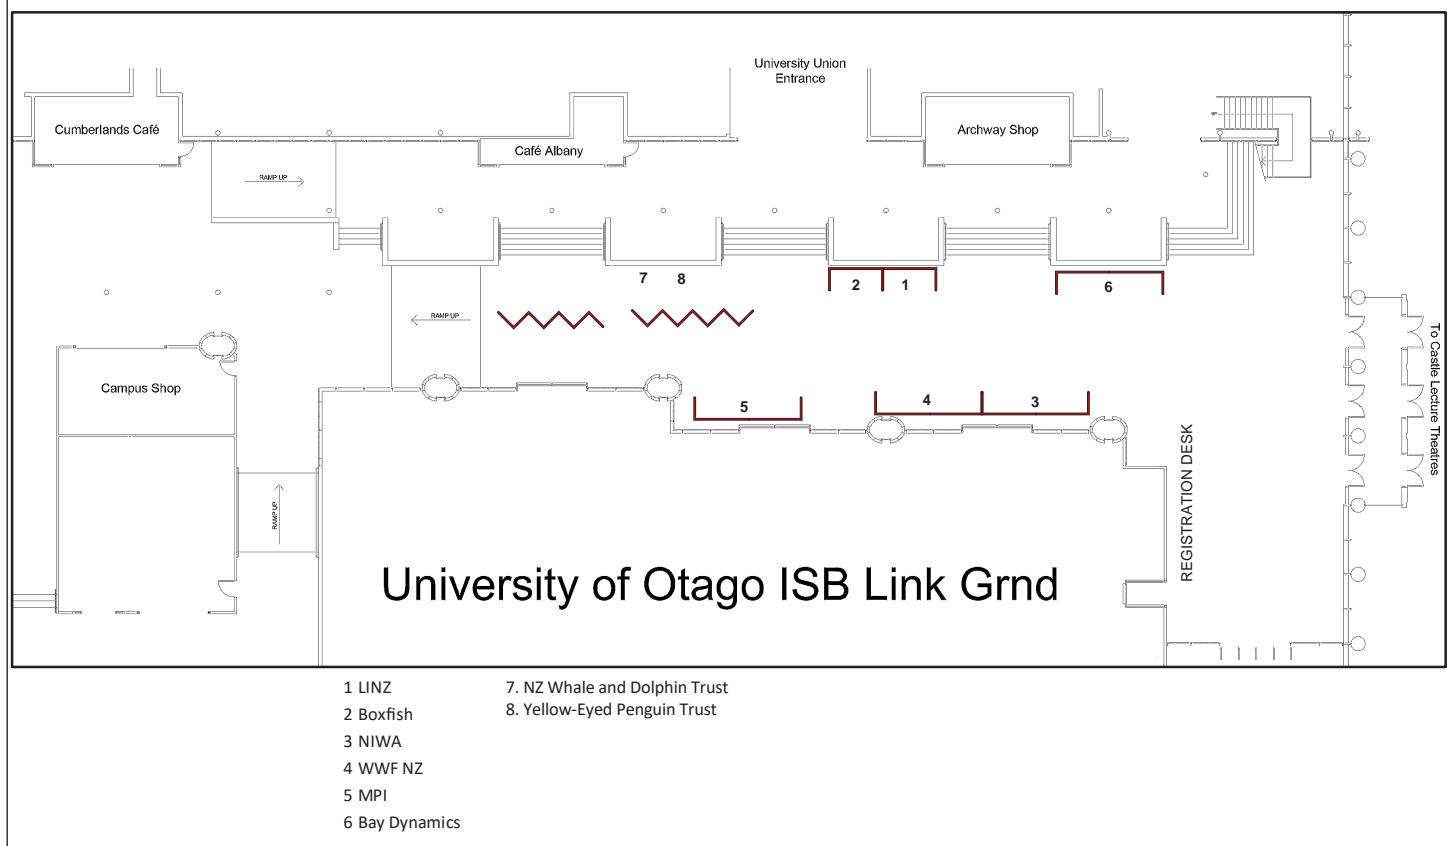 University Union
Entrance
Cumberlands Café
Café Albany
Archway Shop
RAMP UP
7
8
2
1
6
RAMP UP
To Castle Lecture Theatres
Campus Shop
5
4
3
REGISTRATION DESK
RAMP UP
University of Otago ISB Link Grnd
1 LINZ
2 Boxfish
3 NIWA
4 WWF NZ
5 MPI
6 Bay Dynamics
7. NZ Whale and Dolphin Trust
8. Yellow-Eyed Penguin Trust